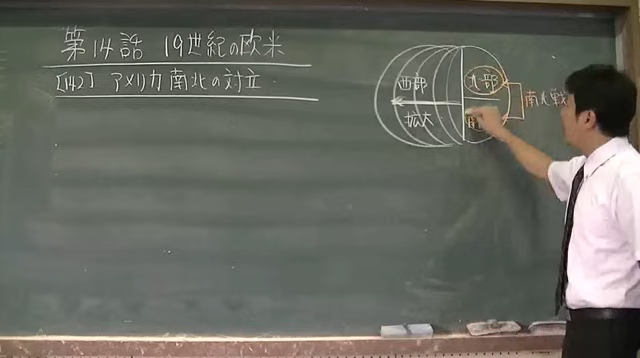 第14話 19世紀の欧米
[142] アメリカ南北の対立
西部 北部
南北戦
拡大